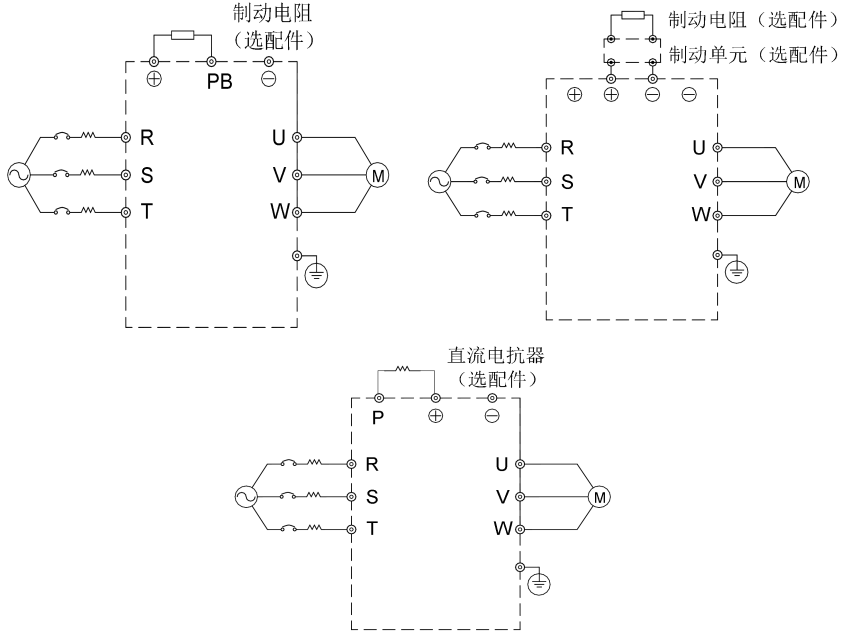 制动电阻
（选配件）
⊕ PB ⊖
R U
S V M
T W
制动电阻（选配件）
制动单元（选配件）
⊕ ⊕ ⊖ ⊖
R U
S V M
T W
直流电抗器
（选配件）
P ⊕ ⊖
R U
S V M
T W